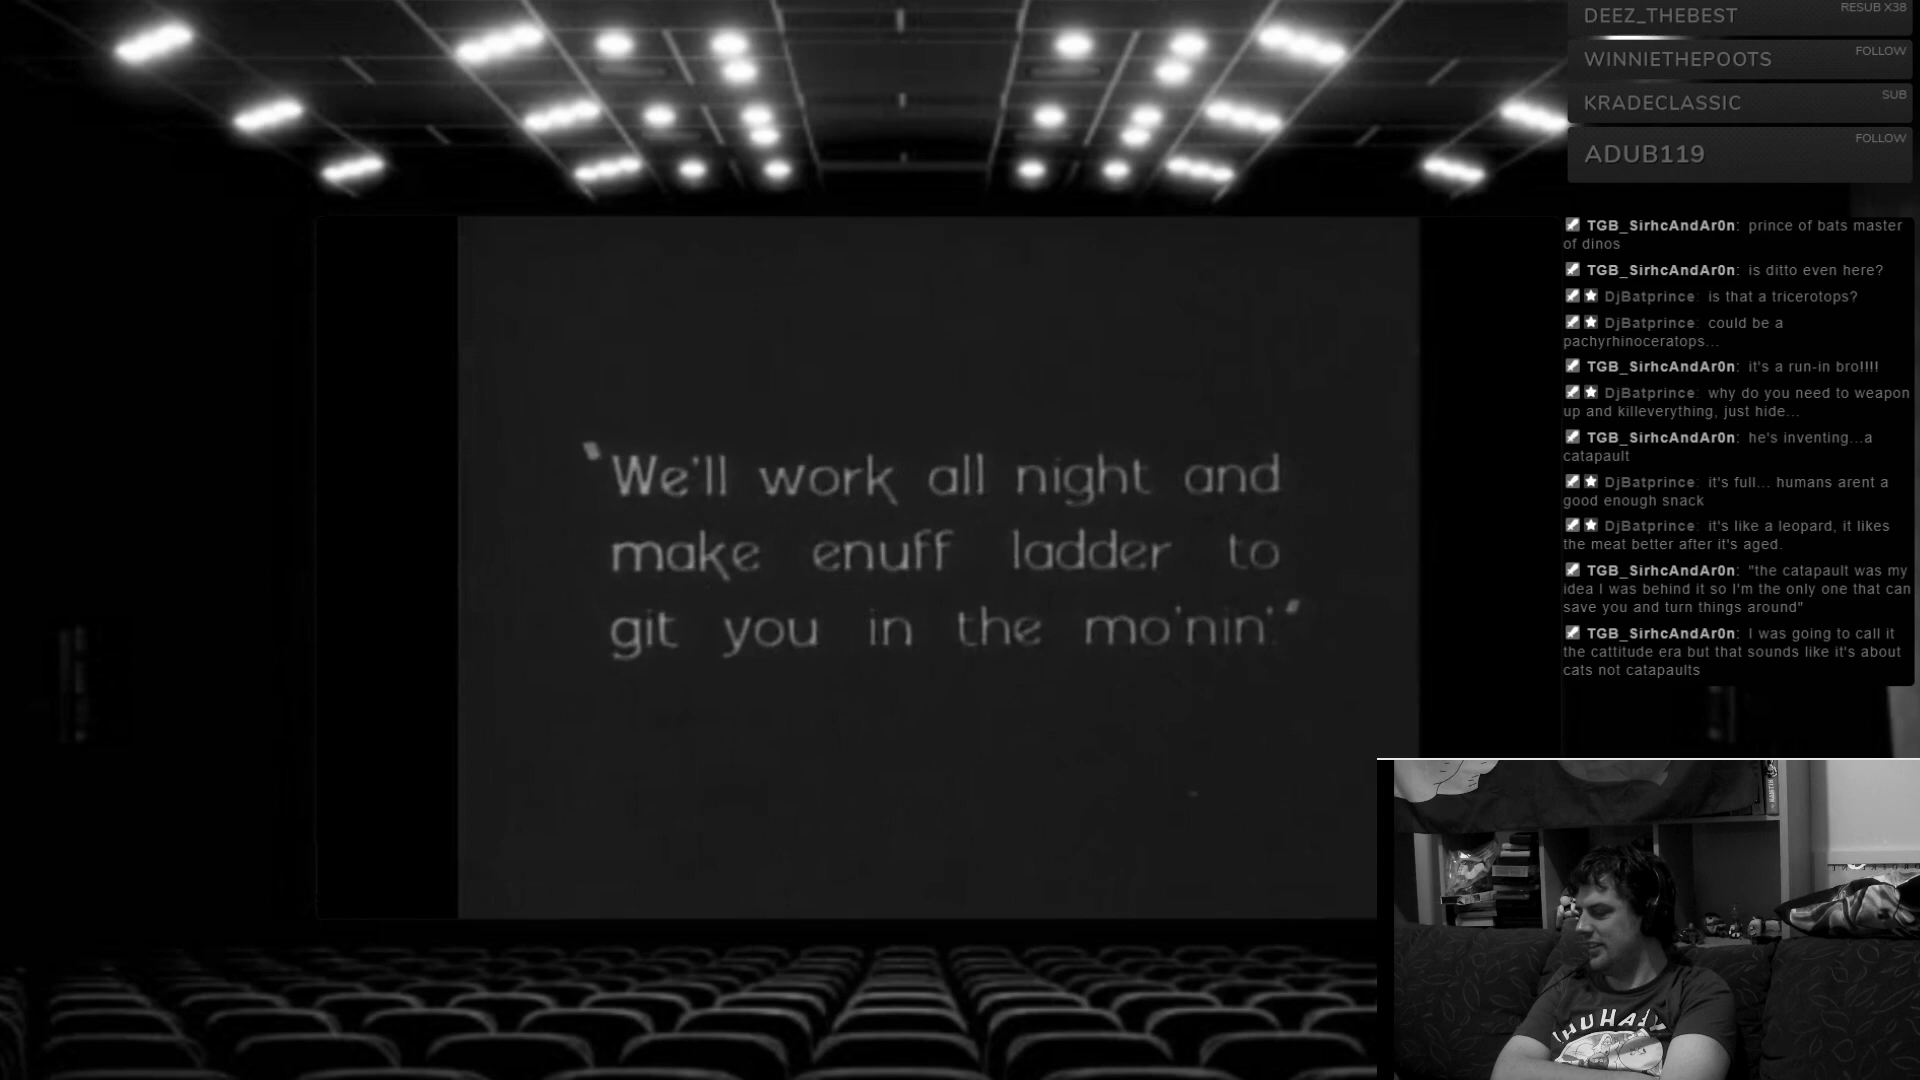 DEEZ_THEBEST
RESUB X38
WINNIETHEPOOTS
FOLLOW
KRADECLASSIC
SUB
ADUB119
FOLLOW
"We'll work all night and
make enuff ladder to
git you in the mo'nin'."
TGB_SirhcAndAr0n: prince of bats master
of dinos
TGB_SirhcAndAr0n: is ditto even here?
DjBatprince: is that a tricerotops?
DjBatprince: could be a
pachyrhinoceratops...
TGB_SirhcAndAr0n: it's a run-in bro!!!!
DjBatprince: why do you need to weapon
up and killeverything, just hide...
TGB_SirhcAndAr0n: he's inventing...a
catapault
DjBatprince: it's full... humans arent a
good enough snack
DjBatprince: it's like a leopard, it likes
the meat better after it's aged.
TGB_SirhcAndAr0n: "the catapault was my
idea I was behind it so I'm the only one that can
save you and turn things around"
TGB_SirhcAndAr0n: I was going to call it
the cattitude era but that sounds like it's about
cats not catapaults